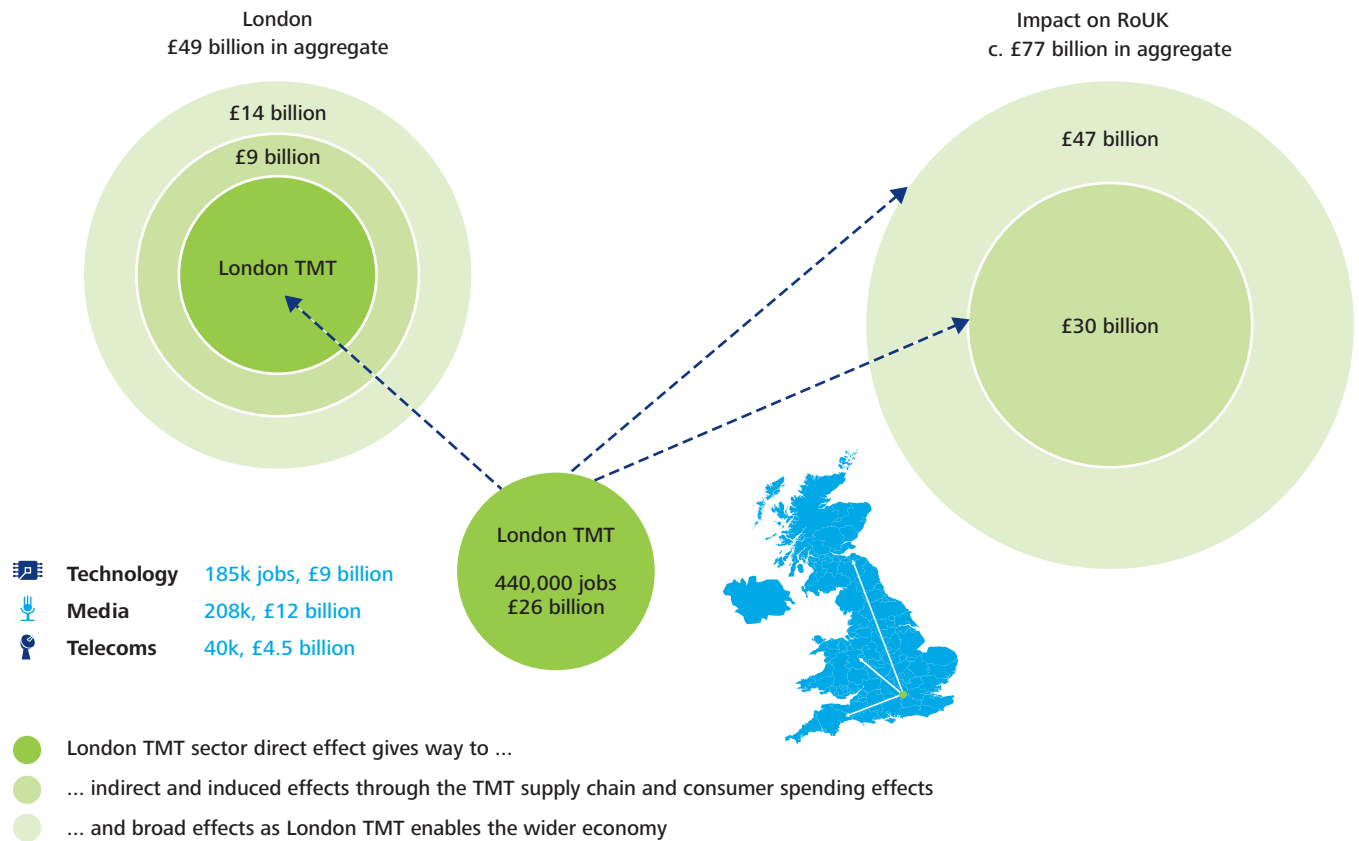 London
£49 billion in aggregate
£14 billion
£9 billion
London TMT
Impact on RoUK
c. £77 billion in aggregate
£47 billion
£30 billion
London TMT
440,000 jobs
£26 billion
Technology 185k jobs, £9 billion
Media 208k, £12 billion
Telecoms 40k, £4.5 billion
London TMT sector direct effect gives way to ...
... indirect and induced effects through the TMT supply chain and consumer spending effects
... and broad effects as London TMT enables the wider economy